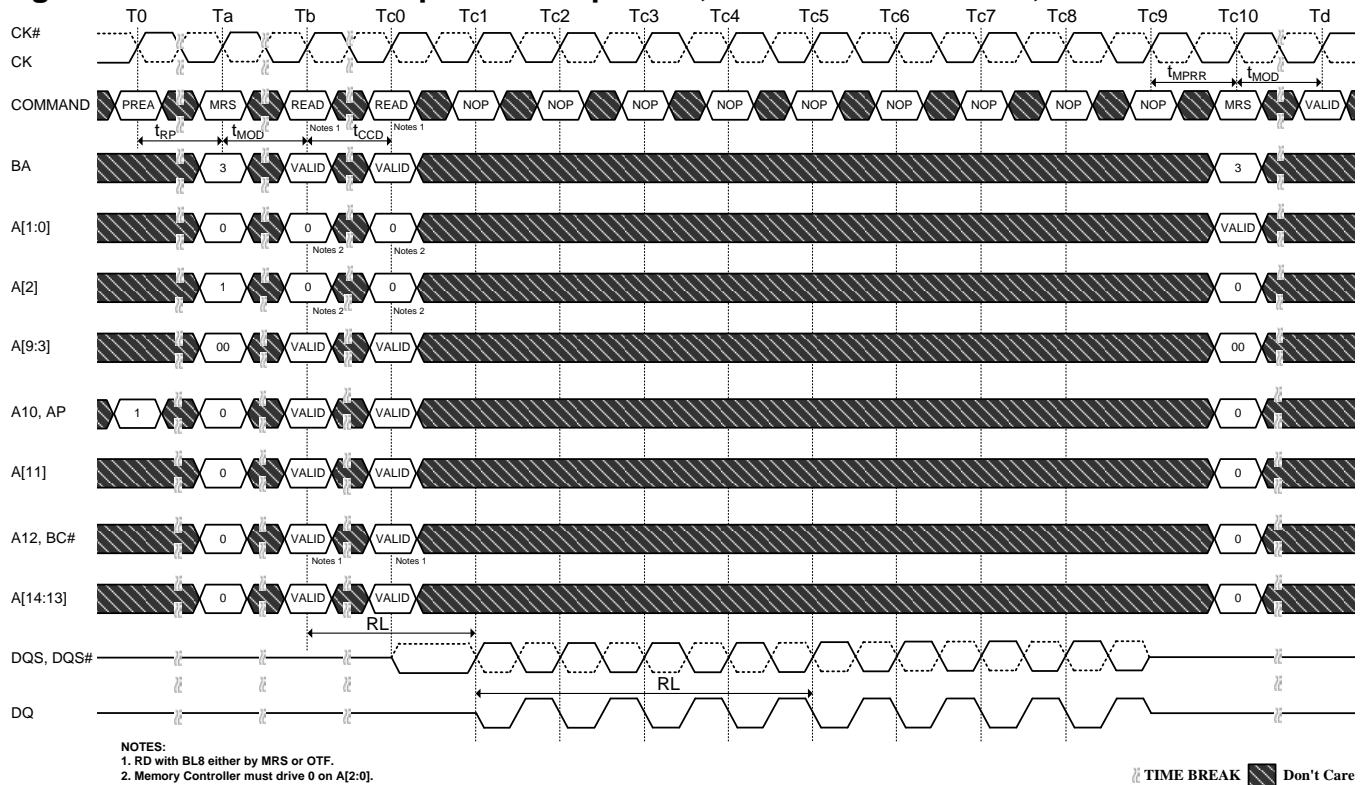 T0 Ta Tb Tc0 Tc1 Tc2 Tc3 Tc4 Tc5 Tc6 Tc7 Tc8 Tc9 Tc10 Td
CK#
CK
tMPRR tMOD
COMMAND PREA MRS READ READ NOP NOP NOP NOP NOP NOP NOP NOP NOP MRS VALID
Notes 1 Notes 1
tRP tMOD tCCD
BA 3 VALID VALID 3
A[1:0] 0 0 0 VALID
Notes 2 Notes 2
A[2] 1 0 0 0
Notes 2 Notes 2
A[9:3] 00 VALID VALID 00
A10, AP 1 0 VALID VALID 0
A[11] 0 VALID VALID 0
A12, BC# 0 VALID VALID 0
Notes 1 Notes 1
A[14:13] 0 VALID VALID 0
RL
DQS, DQS#
RL
DQ
NOTES:
1. RD with BL8 either by MRS or OTF.
2. Memory Controller must drive 0 on A[2:0].
TIME BREAK Don't Care